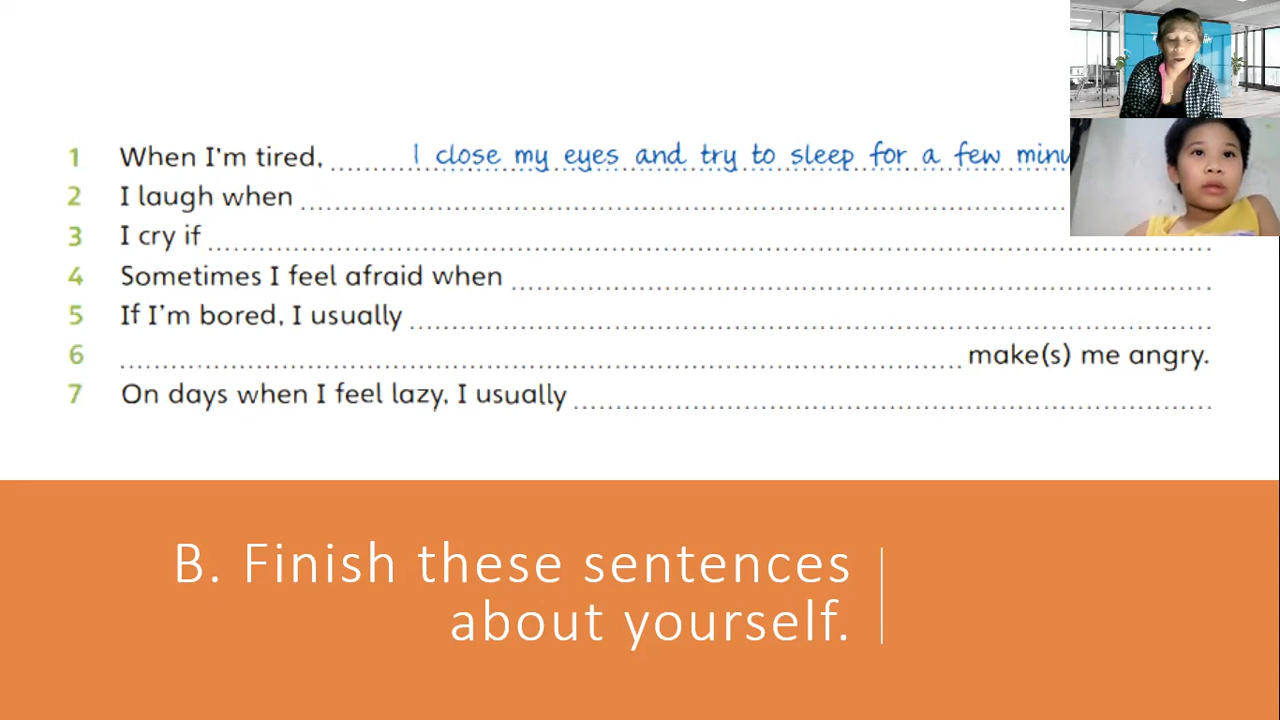 1 When I'm tired, I close my eyes and try to sleep for a few
2 I laugh when
3 I cry if
4 Sometimes I feel afraid when
5 If I'm bored, I usually
6 make(s) me angry.
7 On days when I feel lazy, I usually
B. Finish these sentences
about yourself.